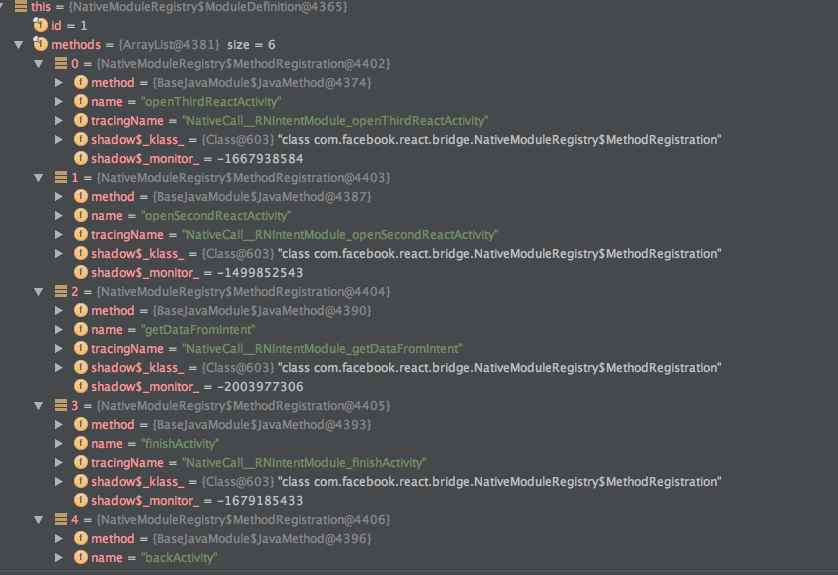 this = {NativeModuleRegistry$ModuleDefinition@4365}
id = 1
methods = {ArrayList@4381} size = 6
0 = {NativeModuleRegistry$MethodRegistration@4402}
f method = {BaseJavaModule$JavaMethod@4374}
f name = "openThirdReactActivity"
f tracingName = "NativeCall__RNIntentModule_openThirdReactActivity"
f shadow$_klass_ = {Class@603} "class com.facebook.react.bridge.NativeModuleRegistry$MethodRegistration"
f shadow$_monitor_ = -1667938584
1 = {NativeModuleRegistry$MethodRegistration@4403}
f method = {BaseJavaModule$JavaMethod@4387}
f name = "openSecondReactActivity"
f tracingName = "NativeCall__RNIntentModule_openSecondReactActivity"
f shadow$_klass_ = {Class@603} "class com.facebook.react.bridge.NativeModuleRegistry$MethodRegistration"
f shadow$_monitor_ = -1499852543
2 = {NativeModuleRegistry$MethodRegistration@4404}
f method = {BaseJavaModule$JavaMethod@4390}
f name = "getDataFromIntent"
f tracingName = "NativeCall__RNIntentModule_getDataFromIntent"
f shadow$_klass_ = {Class@603} "class com.facebook.react.bridge.NativeModuleRegistry$MethodRegistration"
f shadow$_monitor_ = -2003977306
3 = {NativeModuleRegistry$MethodRegistration@4405}
f method = {BaseJavaModule$JavaMethod@4393}
f name = "finishActivity"
f tracingName = "NativeCall__RNIntentModule_finishActivity"
f shadow$_klass_ = {Class@603} "class com.facebook.react.bridge.NativeModuleRegistry$MethodRegistration"
f shadow$_monitor_ = -1679185433
4 = {NativeModuleRegistry$MethodRegistration@4406}
f method = {BaseJavaModule$JavaMethod@4396}
f name = "backActivity"